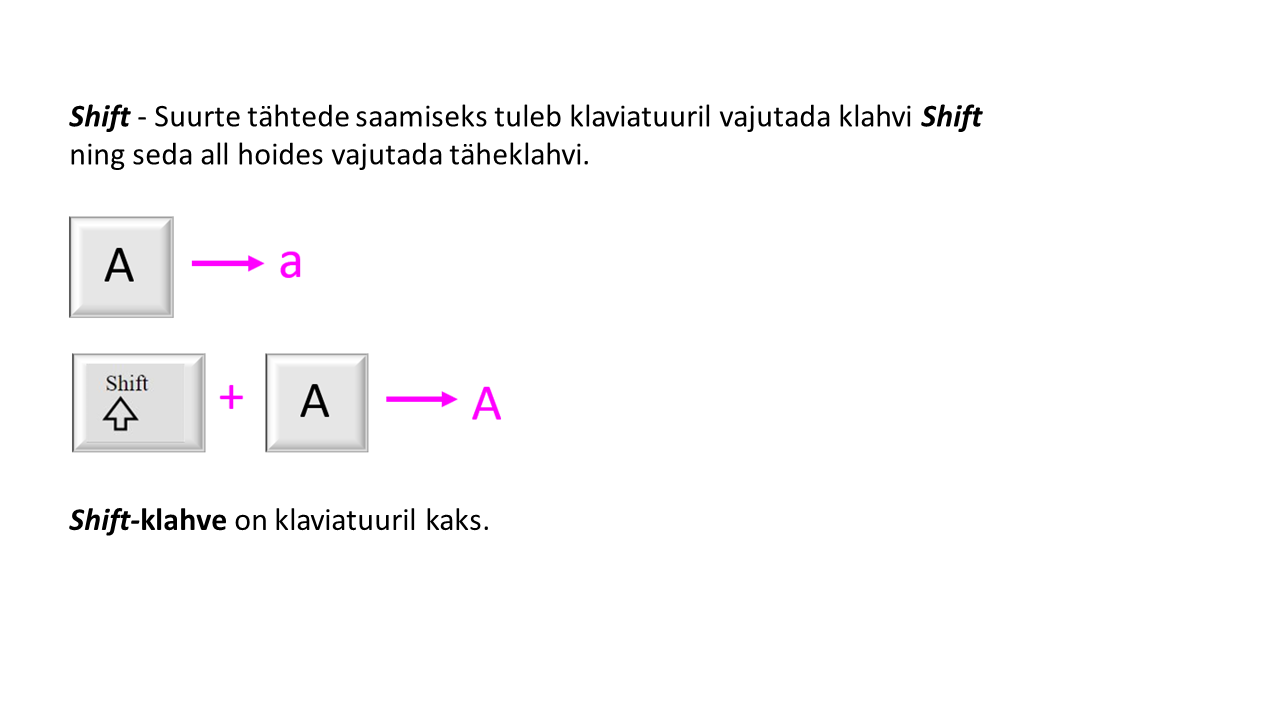 Shift - Suurte tähtede saamiseks tuleb klaviatuuril vajutada klahvi Shift
ning seda all hoides vajutada täheklahvi.
A → a
Shift + A → A
Shift-klahve on klaviatuuril kaks.